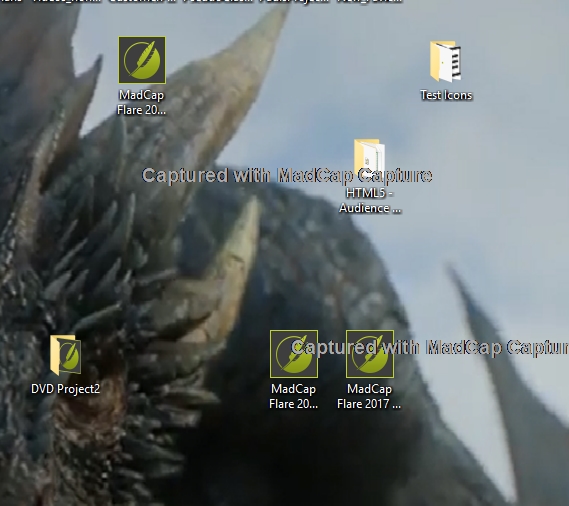 MadCap
Flare 20...
Test Icons
Captured with MadCap Capture
HTML5 -
Audience ...
Captured with MadCap Captur
DVD Project2
MadCap
Flare 20...
MadCap
Flare 2017 ...